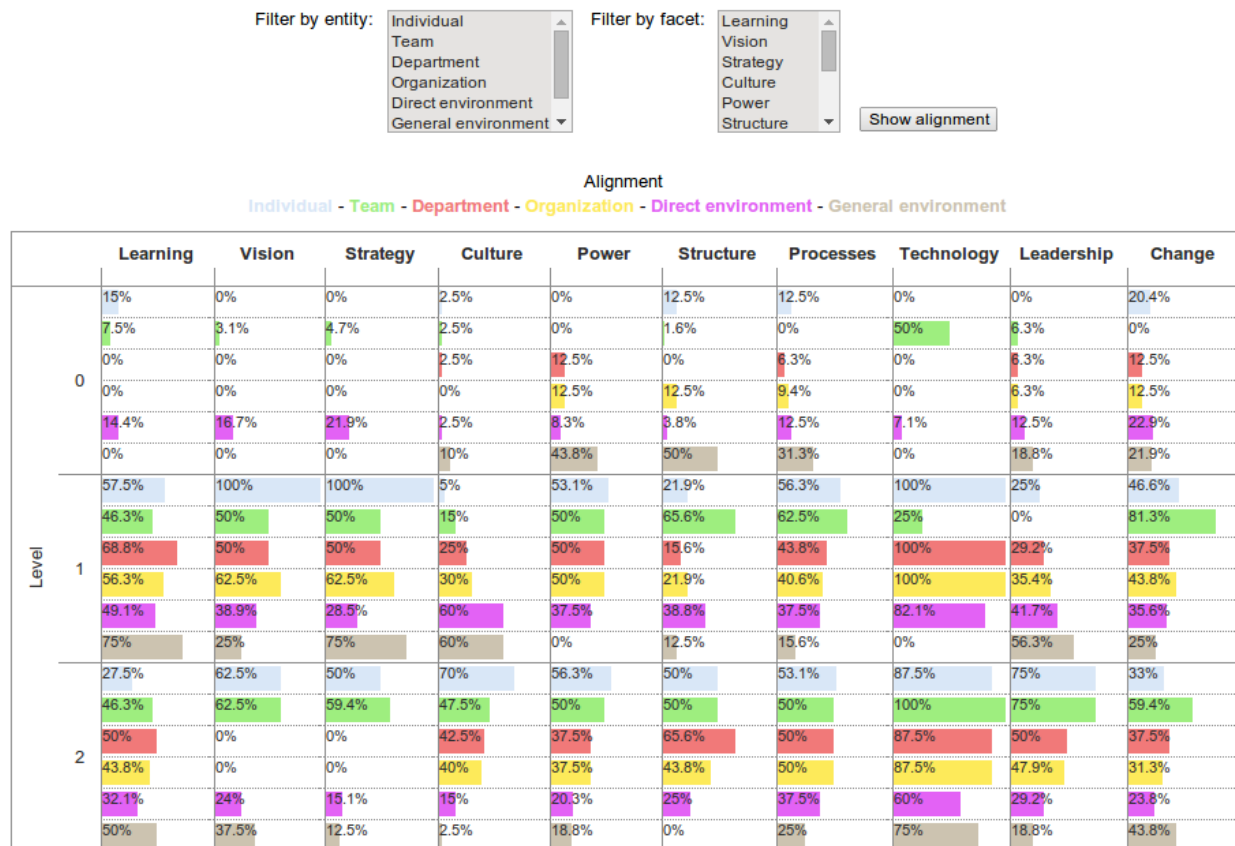 Filter by entity: Individual Filter by facet: Learning
Team Vision
Department Strategy
Organization Culture
Direct environment Power
General environment Structure Show alignment
Alignment
Individual - Team - Department - Organization - Direct environment - General environment
Learning Vision Strategy Culture Power Structure Processes Technology Leadership Change
15% 0% 0% 2.5% 0% 12.5% 12.5% 0% 0% 20.4%
7.5% 3.1% 4.7% 2.5% 0% 1.6% 0% 50% 6.3% 0%
0% 0% 0% 2.5% 12.5% 0% 6.3% 0% 6.3% 12.5%
0
0% 0% 0% 0% 12.5% 12.5% 9.4% 0% 6.3% 12.5%
14.4% 16.7% 21.9% 2.5% 8.3% 3.8% 12.5% 7.1% 12.5% 22.9%
0% 0% 0% 10% 43.8% 50% 31.3% 0% 18.8% 21.9%
57.5% 100% 100% 5% 53.1% 21.9% 56.3% 100% 25% 46.6%
46.3% 50% 50% 15% 50% 65.6% 62.5% 25% 0% 81.3%
68.8% 50% 50% 25% 50% 15.6% 43.8% 100% 29.2% 37.5%
Level 1
56.3% 62.5% 62.5% 30% 50% 21.9% 40.6% 100% 35.4% 43.8%
49.1% 38.9% 28.5% 60% 37.5% 38.8% 37.5% 82.1% 41.7% 35.6%
75% 25% 75% 60% 0% 12.5% 15.6% 0% 56.3% 25%
27.5% 62.5% 50% 70% 56.3% 50% 53.1% 87.5% 75% 33%
46.3% 62.5% 59.4% 47.5% 50% 50% 50% 100% 75% 59.4%
50% 0% 0% 42.5% 37.5% 65.6% 50% 87.5% 50% 37.5%
2
43.8% 0% 0% 40% 37.5% 43.8% 50% 87.5% 47.9% 31.3%
32.1% 24% 15.1% 15% 20.3% 25% 37.5% 60% 29.2% 23.8%
50% 37.5% 12.5% 2.5% 18.8% 0% 25% 75% 18.8% 43.8%